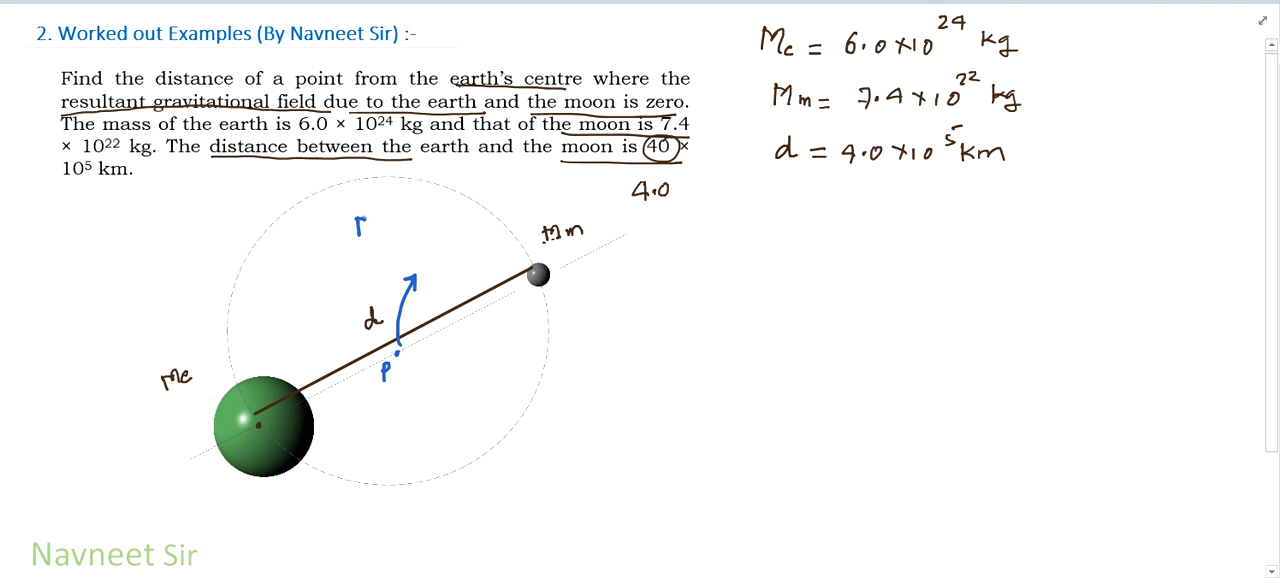 2. Worked out Examples (By Navneet Sir) :-
Find the distance of a point from the earth's centre where the
resultant gravitational field due to the earth and the moon is zero.
The mass of the earth is 6.0 × 10²⁴ kg and that of the moon is 7.4
× 10²² kg. The distance between the earth and the moon is 40 ×
10⁵ km.
4.0
Me = 6.0 ×10²⁴ kg
Mm = 7.4 ×10²² kg
d = 4.0 ×10⁵ km
r
Mm
d
P
Me
Navneet Sir